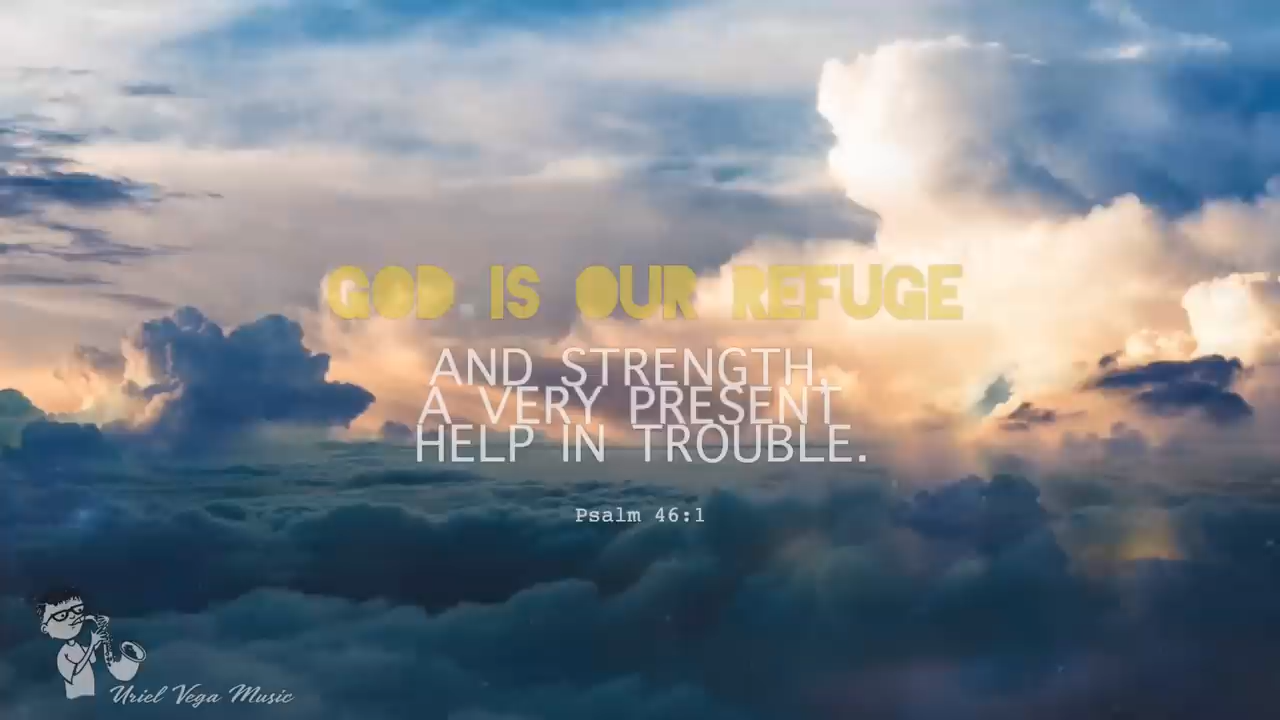 GOD IS OUR REFUGE
AND STRENGTH,
A VERY PRESENT
HELP IN TROUBLE.
Psalm 46:1
Uriel Vega Music